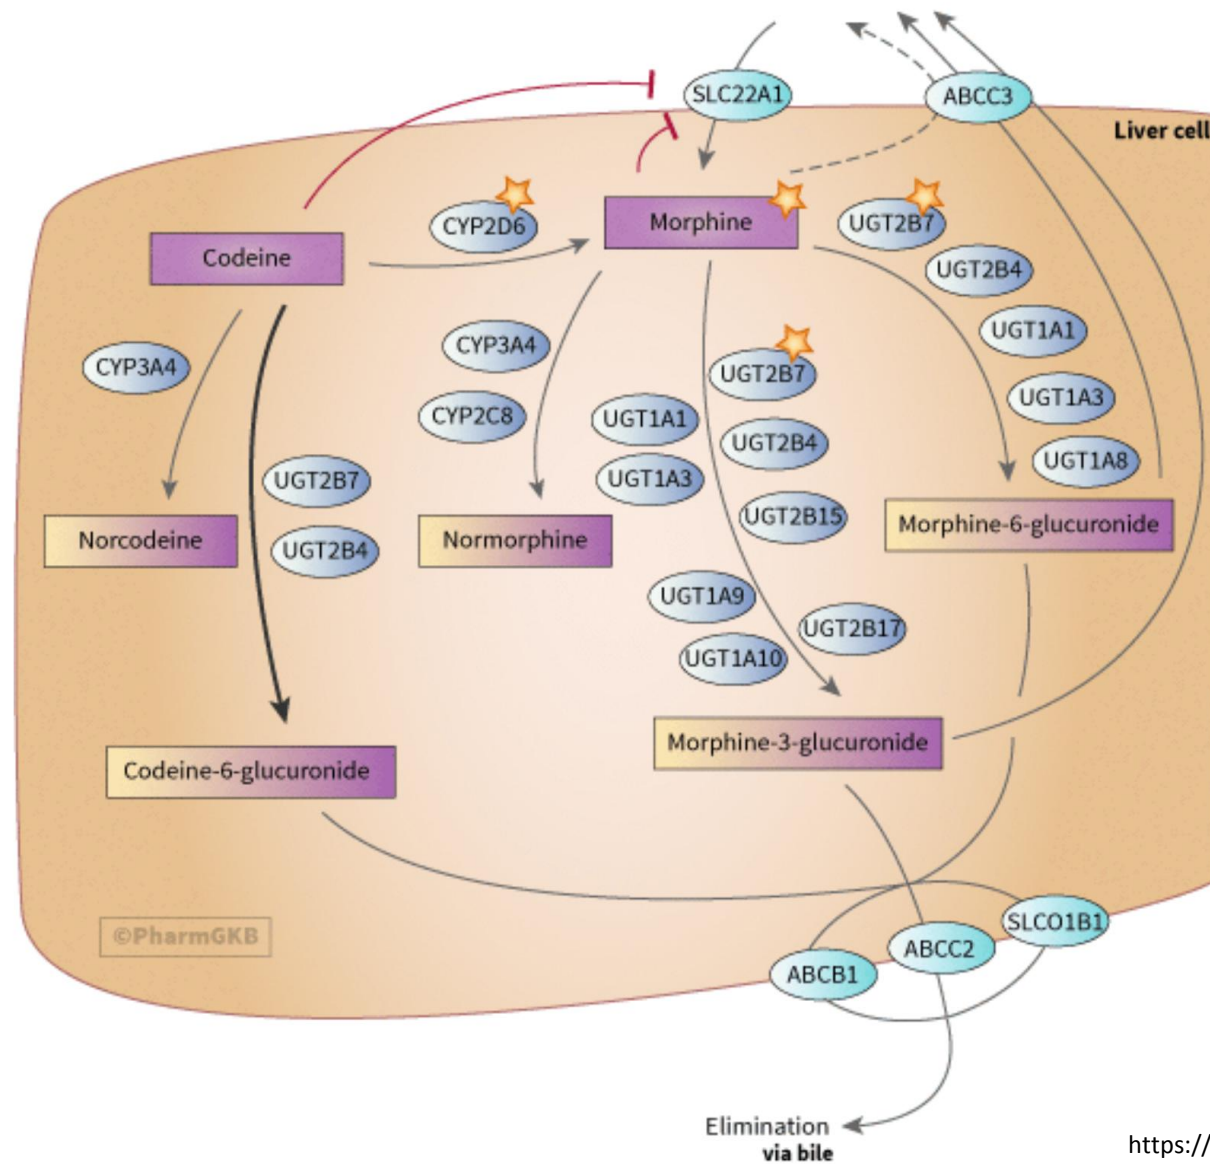 SLC22A1
ABCC3
Liver cell
CYP2D6
Morphine
UGT2B7
Codeine
UGT2B4
CYP3A4
CYP3A4
UGT1A1
UGT2B7
CYP2C8
UGT1A1
UGT2B4
UGT1A3
UGT2B7
UGT1A3
UGT1A8
UGT2B15
Morphine-6-glucuronide
Norcodeine
UGT2B4
Normorphine
UGT1A9
UGT2B17
UGT1A10
Morphine-3-glucuronide
Codeine-6-glucuronide
©PharmGKB
SLCO1B1
ABCC2
ABCB1
Elimination
via bile
https://